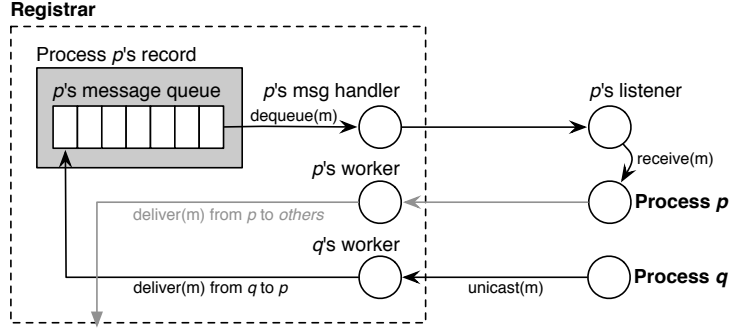 Registrar
Process p's record
p's message queue
p's msg handler
p's listener
dequeue(m)
receive(m)
p's worker
Process p
deliver(m) from p to others
q's worker
Process q
deliver(m) from q to p
unicast(m)